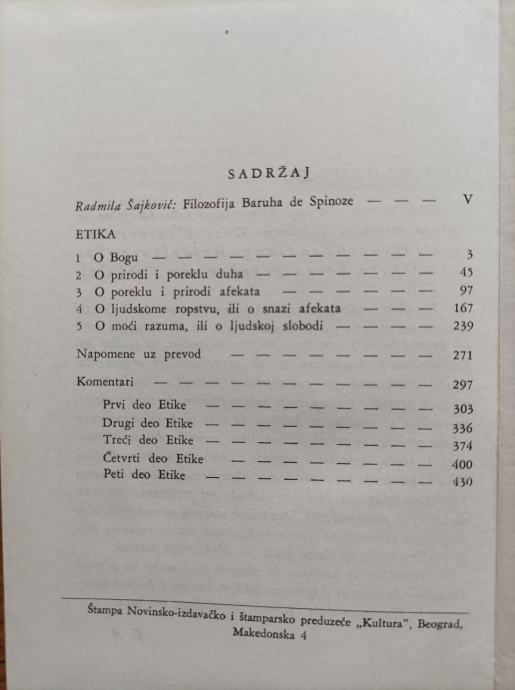 SADRŽAJ
Radmila Šajković: Filozofija Baruha de Spinoze — — — V
ETIKA
1 O Bogu — — — — — — — — — — — 3
2 O prirodi i poreklu duha — — — — — — — 45
3 O poreklu i prirodi afekata — — — — — — — 97
4 O ljudskome ropstvu, ili o snazi afekata — — — — 167
5 O moći razuma, ili o ljudskoj slobodi — — — — 239
Napomene uz prevod — — — — — — — — 271
Komentari — — — — — — — — — — — 297
Prvi deo Etike — — — — — — — — — 303
Drugi deo Etike — — — — — — — — — 336
Treći deo Etike — — — — — — — — — 374
Četvrti deo Etike — — — — — — — — 400
Peti deo Etike — — — — — — — — — 430
Štampa Novinsko-izdavačko i štamparsko preduzeće „Kultura", Beograd,
Makedonska 4